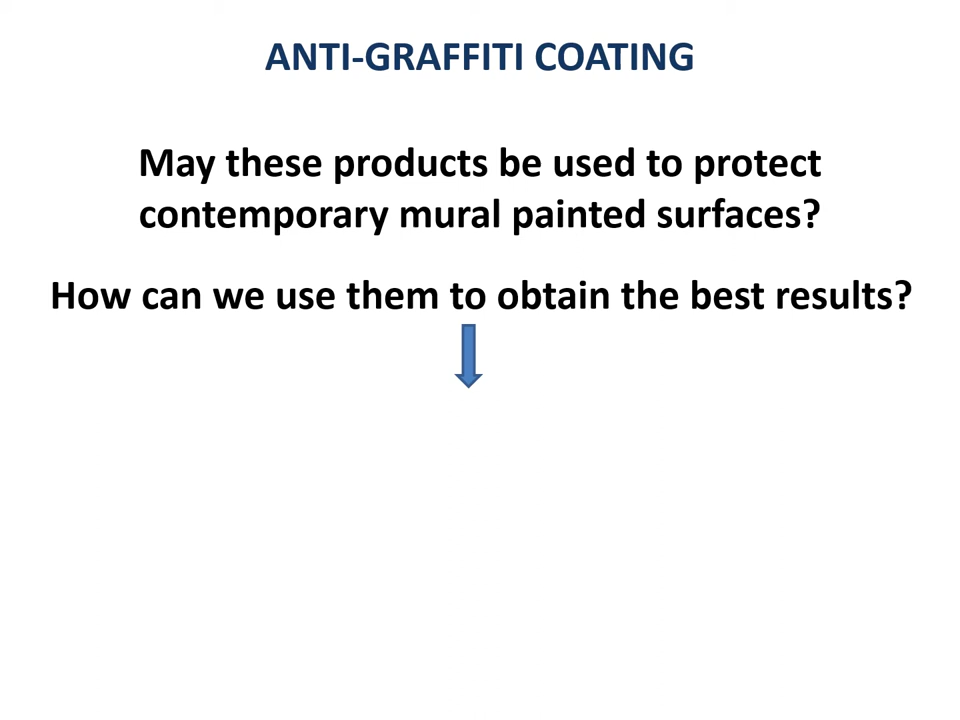 ANTI-GRAFFITI COATING
May these products be used to protect
contemporary mural painted surfaces?
How can we use them to obtain the best results?